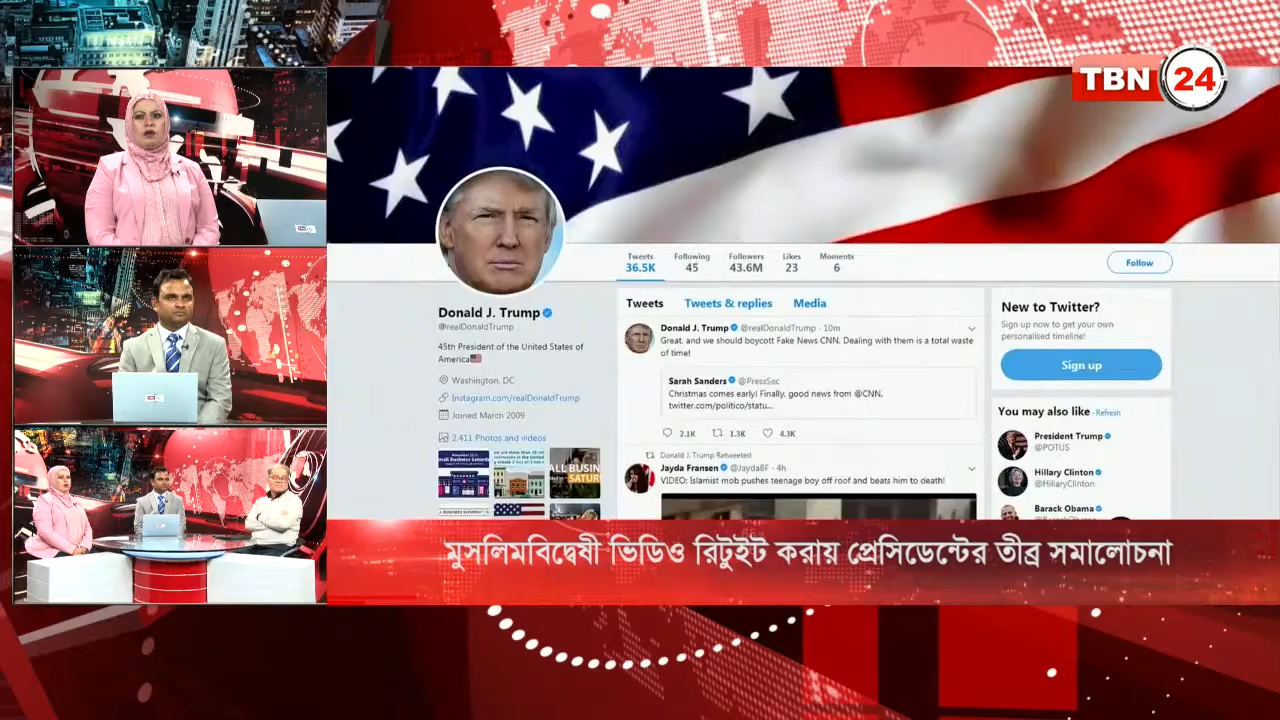 TBN 24
Tweets
36.5K
Following
45
Followers
43.6M
Likes
23
Moments
6
Follow
Donald J. Trump
@realDonaldTrump
45th President of the United States of
America
Washington, DC
Instagram.com/realDonaldTrump
Joined March 2009
2,411 Photos and videos
Tweets Tweets & replies Media
Donald J. Trump @realDonaldTrump · 10m
Great, and we should boycott Fake News CNN. Dealing with them is a total waste
of time!
Sarah Sanders @PressSec
Christmas comes early! Finally, good news from @CNN.
twitter.com/politico/statu...
2.1K 1.3K 4.3K
Donald J. Trump Retweeted
Jayda Fransen @JaydaBF · 4h
VIDEO: Islamist mob pushes teenage boy off roof and beats him to death!
New to Twitter?
Sign up now to get your own
personalised timeline!
Sign up
You may also like · Refresh
President Trump
@POTUS
Hillary Clinton
@HillaryClinton
Barack Obama
মুসলিমবিদ্বেষী ভিডিও রিটুইট করায় প্রেসিডেন্টের তীব্র সমালোচনা